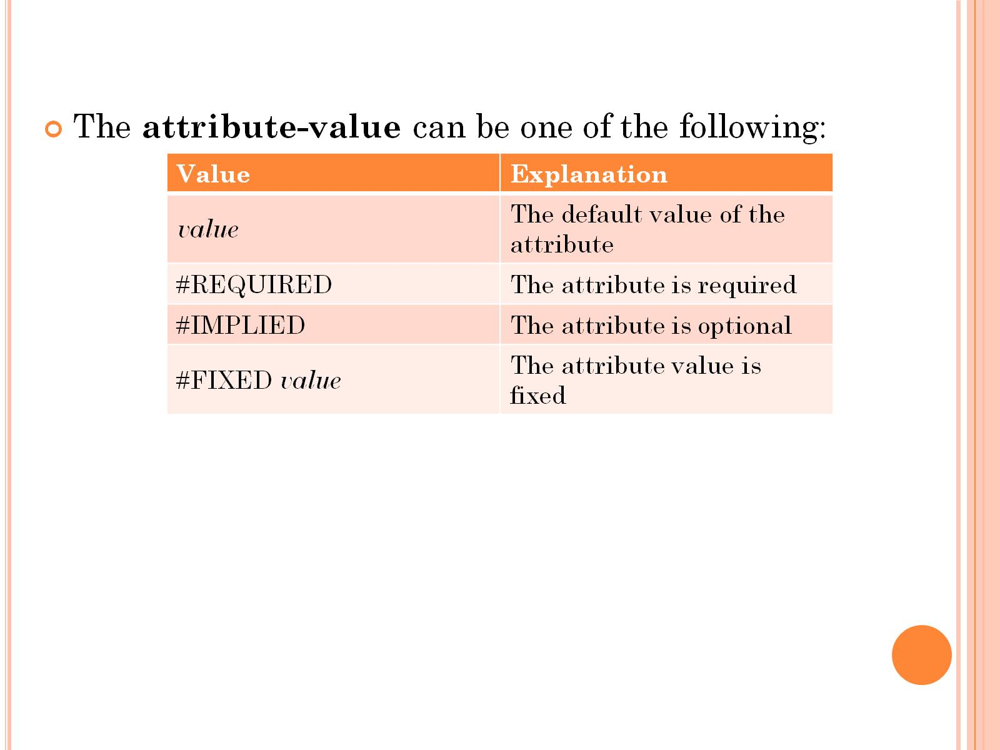 The attribute-value can be one of the following:
Value Explanation
value The default value of the
attribute
#REQUIRED The attribute is required
#IMPLIED The attribute is optional
#FIXED value The attribute value is
fixed